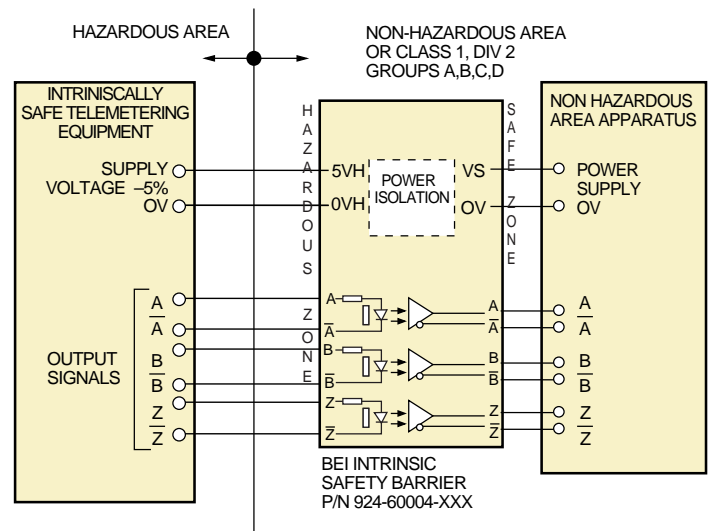 HAZARDOUS AREA
NON-HAZARDOUS AREA
OR CLASS 1, DIV 2
GROUPS A,B,C,D
INTRINISCALLY
SAFE TELEMETERING
EQUIPMENT
SUPPLY
VOLTAGE –5%
OV
OUTPUT
SIGNALS
A
A̅
B
B̅
Z
Z̅
HAZARDOUS ZONE
5VH
0VH
POWER
ISOLATION
VS
OV
A
A̅
B
B̅
Z
Z̅
A
A̅
B
B̅
Z
Z̅
SAFE ZONE
BEI INTRINSIC
SAFETY BARRIER
P/N 924-60004-XXX
NON HAZARDOUS
AREA APPARATUS
POWER
SUPPLY
OV
A
A̅
B
B̅
Z
Z̅